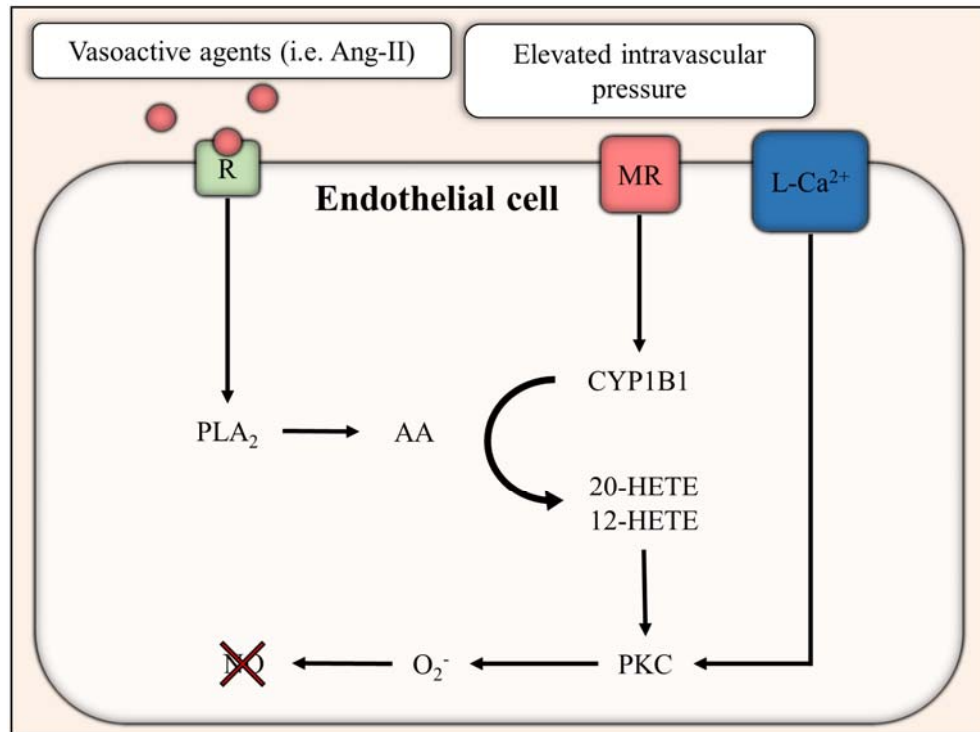 Vasoactive agents (i.e. Ang-II)
Elevated intravascular
pressure
R
MR
L-Ca²⁺
Endothelial cell
CYP1B1
PLA₂
AA
20-HETE
12-HETE
NO
O₂⁻
PKC